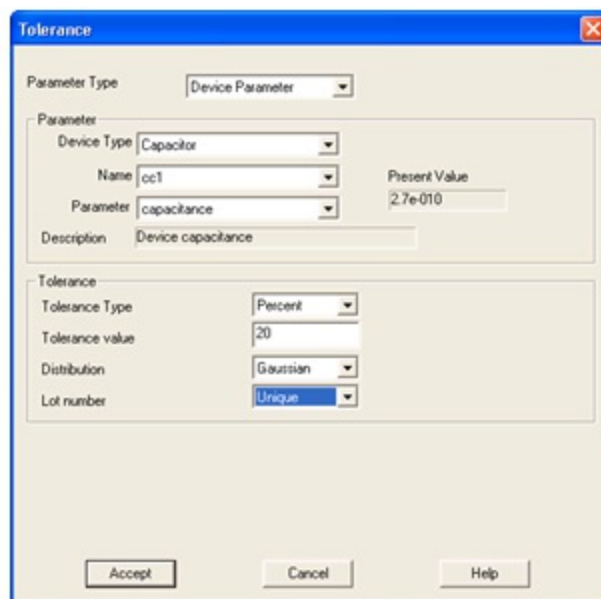 Tolerance
Parameter Type Device Parameter
Parameter
Device Type Capacitor
Name cc1 Present Value
2.7e-010
Parameter capacitance
Description Device capacitance
Tolerance
Tolerance Type Percent
Tolerance value 20
Distribution Gaussian
Lot number Unique
Accept Cancel Help